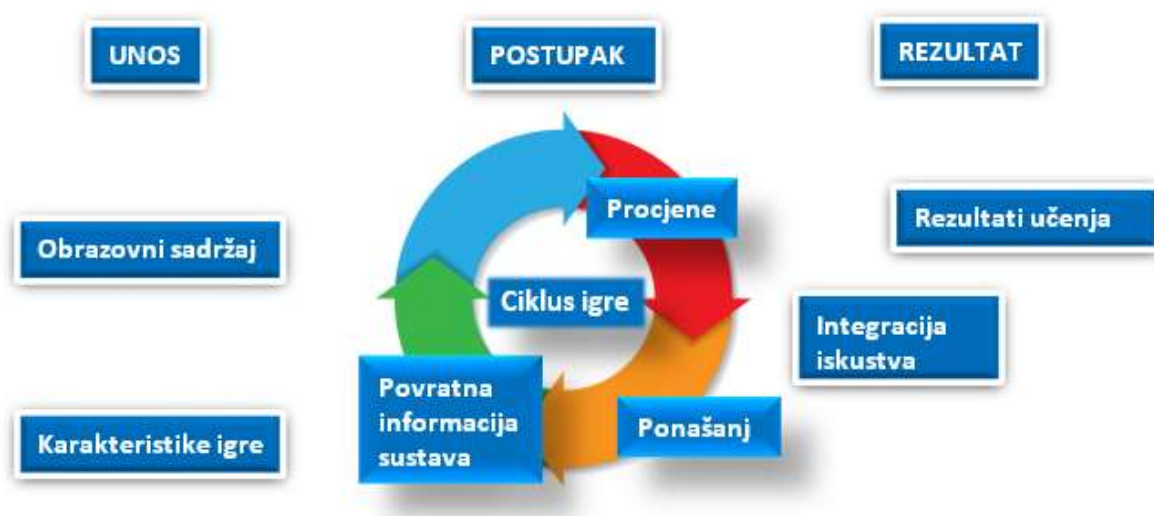 UNOS
POSTUPAK
REZULTAT
Procjene
Rezultati učenja
Obrazovni sadržaj
Ciklus igre
Integracija
iskustva
Povratna
informacija
sustava
Ponašanj
Karakteristike igre